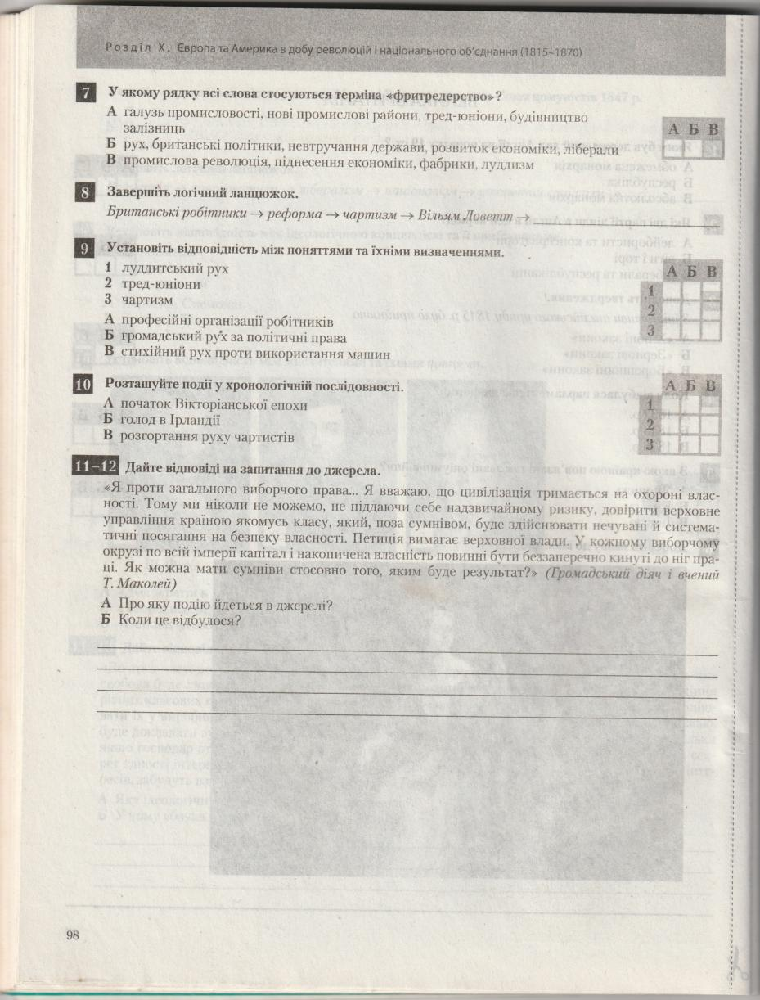 Розділ X. Європа та Америка в добу революцій і національного об'єднання (1815–1870)
7 У якому рядку всі слова стосуються терміна «фритредерство»?
А галузь промисловості, нові промислові райони, тред-юніони, будівництво
залізниць
Б рух, британські політики, невтручання держави, розвиток економіки, ліберали
В промислова революція, піднесення економіки, фабрики, луддизм
А Б В
8 Завершіть логічний ланцюжок.
Британські робітники → реформа → чартизм → Вільям Ловетт →
9 Установіть відповідність між поняттями та їхніми визначеннями.
1 луддитський рух
2 тред-юніони
3 чартизм
А професійні організації робітників
Б громадський рух за політичні права
В стихійний рух проти використання машин
А Б В
1
2
3
10 Розташуйте події у хронологічній послідовності.
А початок Вікторіанської епохи
Б голод в Ірландії
В розгортання руху чартистів
А Б В
1
2
3
11–12 Дайте відповіді на запитання до джерела.
«Я проти загального виборчого права... Я вважаю, що цивілізація тримається на охороні влас-
ності. Тому ми ніколи не можемо, не піддаючи себе надзвичайному ризику, довірити верховне
управління країною якомусь класу, який, поза сумнівом, буде здійснювати нечувані й система-
тичні посягання на безпеку власності. Петиція вимагає верховної влади. У кожному виборчому
окрузі по всій імперії капітал і накопичена власність повинні бути беззаперечно кинуті до ніг пра-
ці. Як можна мати сумніви стосовно того, яким буде результат?» (Громадський діяч і вчений
Т. Маколей)
А Про яку подію йдеться в джерелі?
Б Коли це відбулося?
98